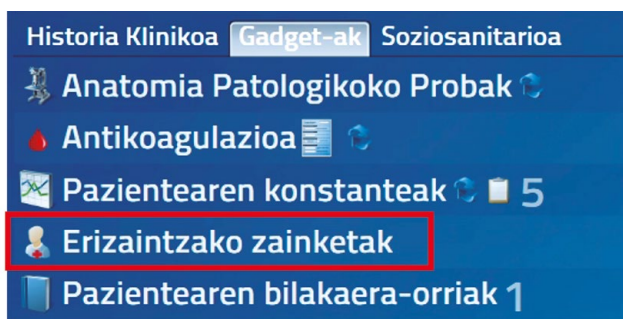 Historia Klinikoa Gadget-ak Soziosanitarioa
Anatomia Patologikoko Probak
Antikoagulazioa
Pazientearen konstanteak 5
Erizaintzako zainketak
Pazientearen bilakaera-orriak 1